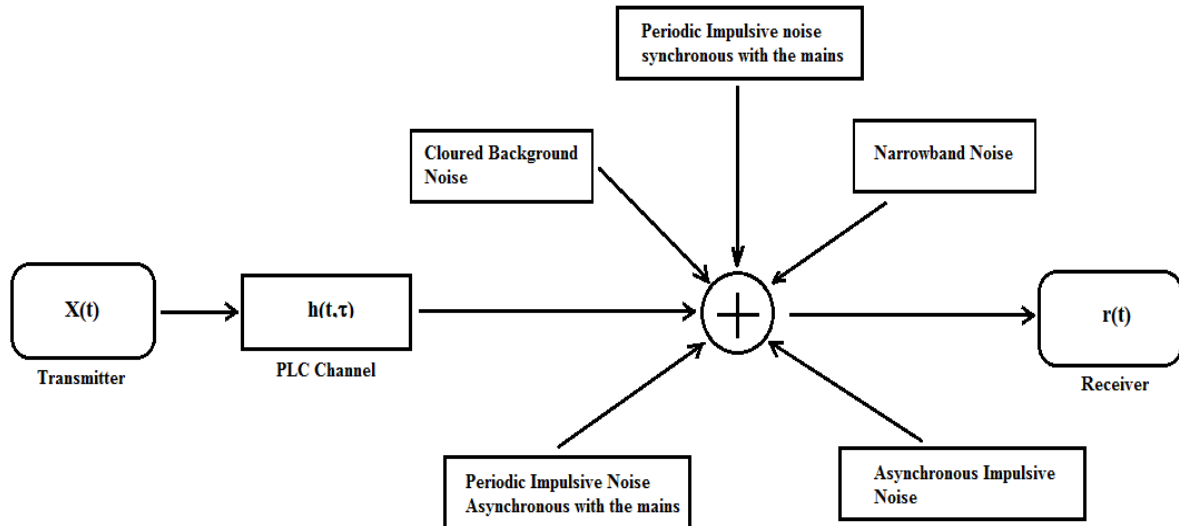 Periodic Impulsive noise
synchronous with the mains
Cloured Background
Noise
Narrowband Noise
X(t)
h(t,τ)
r(t)
Transmitter
PLC Channel
Receiver
Periodic Impulsive Noise
Asynchronous with the mains
Asynchronous Impulsive
Noise